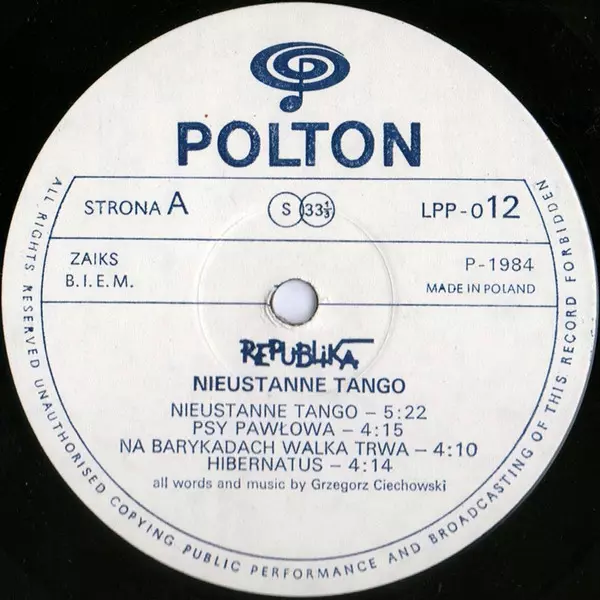 POLTON
STRONA A
S 33⅓
LPP-012
ZAIKS
B.I.E.M.
P-1984
MADE IN POLAND
REPUBLIKA
NIEUSTANNE TANGO
NIEUSTANNE TANGO – 5:22
PSY PAWŁOWA – 4:15
NA BARYKADACH WALKA TRWA – 4:10
HIBERNATUS – 4:14
all words and music by Grzegorz Ciechowski
ALL RIGHTS RESERVED UNAUTHORISED COPYING PUBLIC PERFORMANCE AND BROADCASTING OF THIS RECORD FORBIDDEN